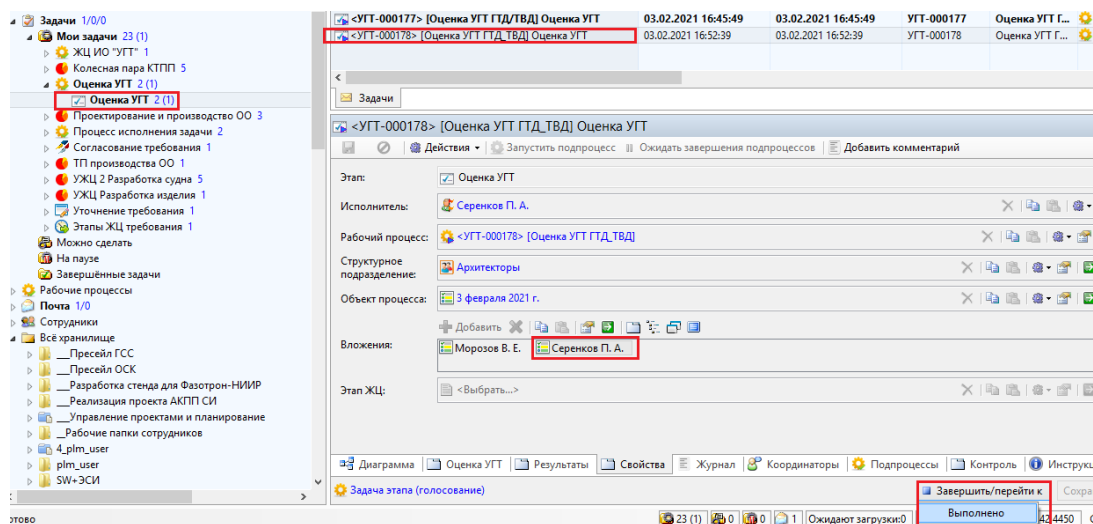 Задачи 1/0/0
Мои задачи 23 (1)
ЖЦ ИО "УГТ" 1
Колесная пара КТПП 5
Оценка УГТ 2 (1)
Оценка УГТ 2 (1)
Проектирование и производство ОО 3
Процесс исполнения задачи 2
Согласование требования 1
ТП производства ОО 1
УЖЦ 2 Разработка судна 5
УЖЦ Разработка изделия 1
Уточнение требования 1
Этапы ЖЦ требования 1
Можно сделать
На паузе
Завершённые задачи
Рабочие процессы
Почта 1/0
Сотрудники
Всё хранилище
__Пресейл ГСС
__Пресейл ОСК
__Разработка стенда для Фазотрон-НИИР
__Реализация проекта АКПП СИ
__Управление проектами и планирование
_Рабочие папки сотрудников
4_plm_user
plm_user
SW+ЭСИ
<УГТ-000177> [Оценка УГТ ГТД/ТВД] Оценка УГТ 03.02.2021 16:45:49 03.02.2021 16:45:49 УГТ-000177 Оценка УГТ Г...
<УГТ-000178> [Оценка УГТ ГТД_ТВД] Оценка УГТ 03.02.2021 16:52:39 03.02.2021 16:52:39 УГТ-000178 Оценка УГТ Г...
Задачи
<УГТ-000178> [Оценка УГТ ГТД_ТВД] Оценка УГТ
Действия Запустить подпроцесс Ожидать завершения подпроцессов Добавить комментарий
Этап: Оценка УГТ
Исполнитель: Серенков П. А.
Рабочий процесс: <УГТ-000178> [Оценка УГТ ГТД_ТВД]
Структурное
подразделение: Архитекторы
Объект процесса: 3 февраля 2021 г.
Добавить
Вложения: Морозов В. Е. Серенков П. А.
Этап ЖЦ: <Выбрать...>
Диаграмма Оценка УГТ Результаты Свойства Журнал Координаторы Подпроцессы Контроль Инструкц
Задача этапа (голосование) Завершить/перейти к Сохра
Выполнено
отово 23 (1) 0 0 1 Ожидают загрузки:0 42 4450